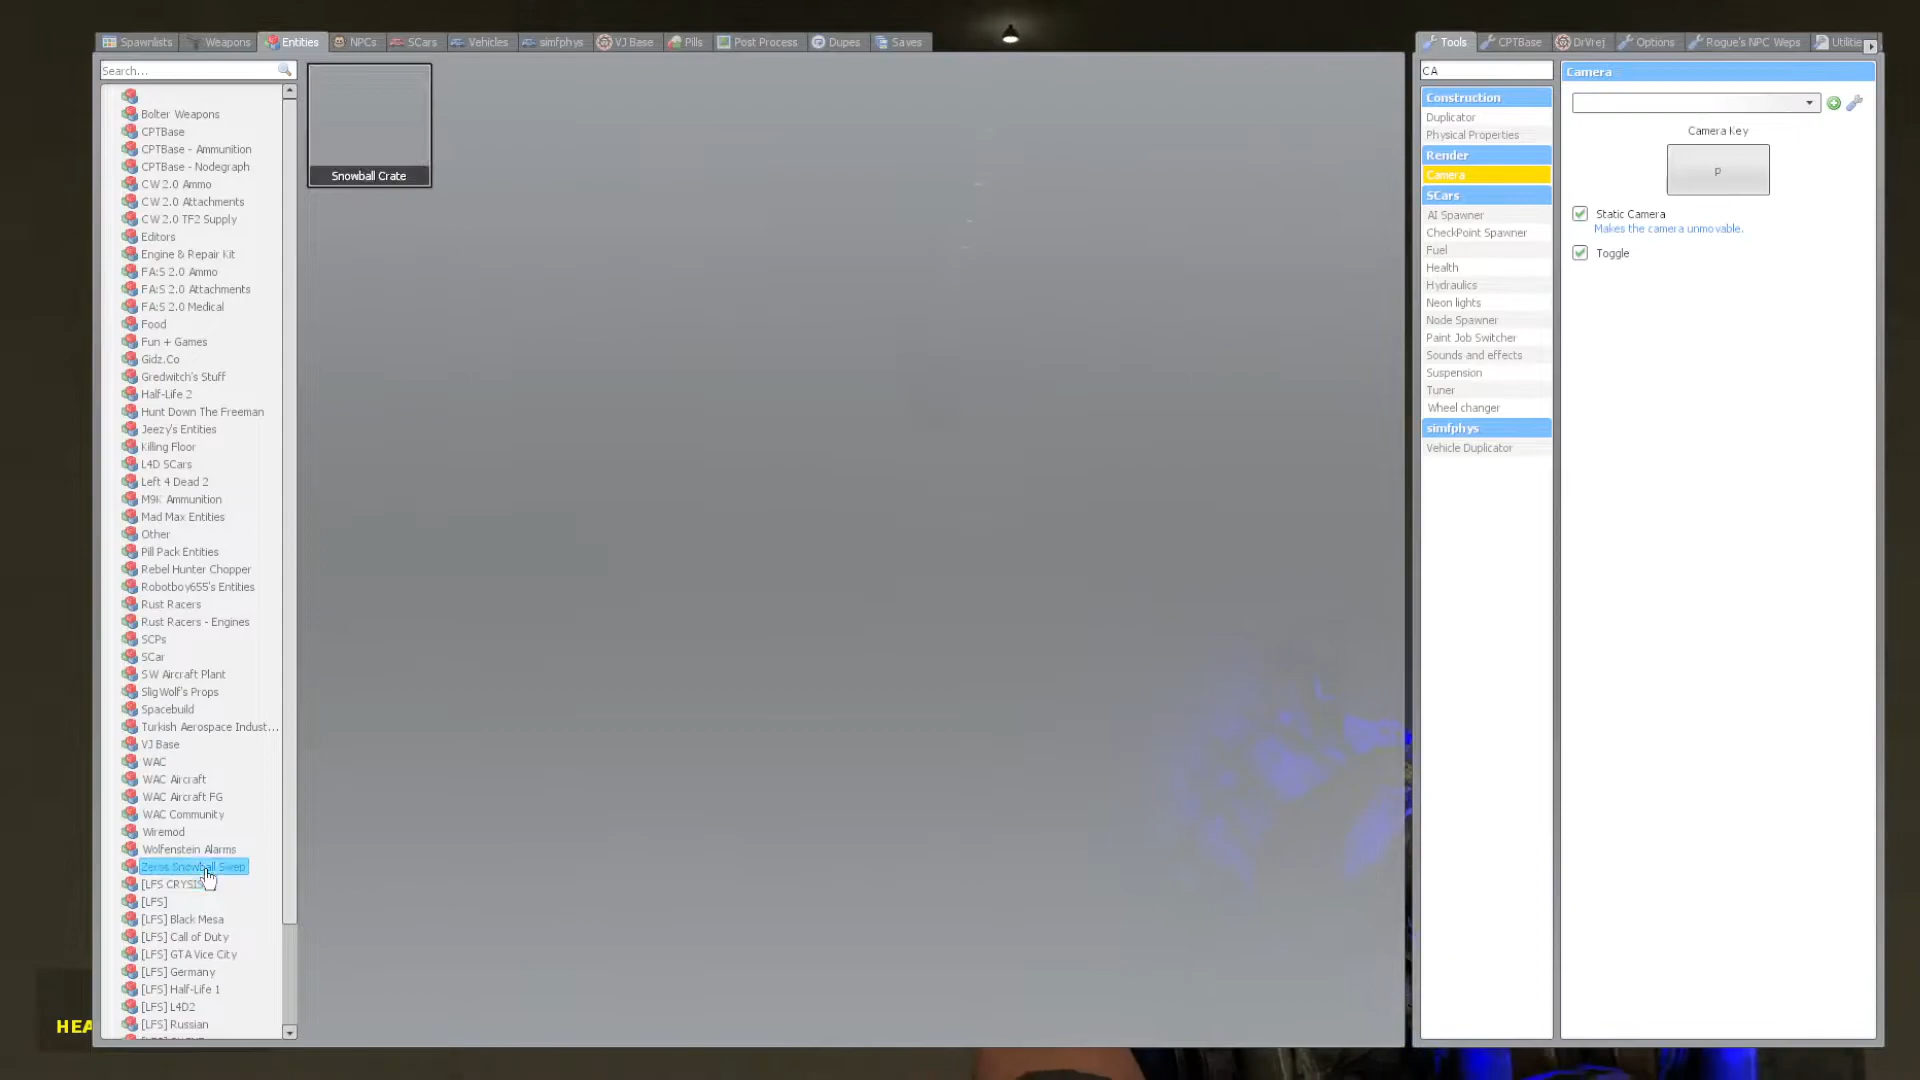 Spawnlists Weapons Entities NPCs SCars Vehicles simfphys VJ Base Pills Post Process Dupes Saves
Search...
Bolter Weapons
CPTBase
CPTBase - Ammunition
CPTBase - Nodegraph
CW 2.0 Ammo
CW 2.0 Attachments
CW 2.0 TF2 Supply
Editors
Engine & Repair Kit
FA:S 2.0 Ammo
FA:S 2.0 Attachments
FA:S 2.0 Medical
Food
Fun + Games
Gidz.Co
Gredwitch's Stuff
Half-Life 2
Hunt Down The Freeman
Jeezy's Entities
Killing Floor
L4D SCars
Left 4 Dead 2
M9K Ammunition
Mad Max Entities
Other
Pill Pack Entities
Rebel Hunter Chopper
Robotboy655's Entities
Rust Racers
Rust Racers - Engines
SCPs
SCar
SW Aircraft Plant
SligWolf's Props
Spacebuild
Turkish Aerospace Indust...
VJ Base
WAC
WAC Aircraft
WAC Aircraft FG
WAC Community
Wiremod
Wolfenstein Alarms
Zeros Snowball Swep
[LFS CRYSIS
[LFS]
[LFS] Black Mesa
[LFS] Call of Duty
[LFS] GTA Vice City
[LFS] Germany
[LFS] Half-Life 1
[LFS] L4D2
[LFS] Russian
Snowball Crate
HEA
Tools CPTBase DrVrej Options Rogue's NPC Weps Utilitie
CA
Construction
Duplicator
Physical Properties
Render
Camera
SCars
AI Spawner
CheckPoint Spawner
Fuel
Health
Hydraulics
Neon lights
Node Spawner
Paint Job Switcher
Sounds and effects
Suspension
Tuner
Wheel changer
simfphys
Vehicle Duplicator
Camera
Camera Key
P
Static Camera
Makes the camera unmovable.
Toggle